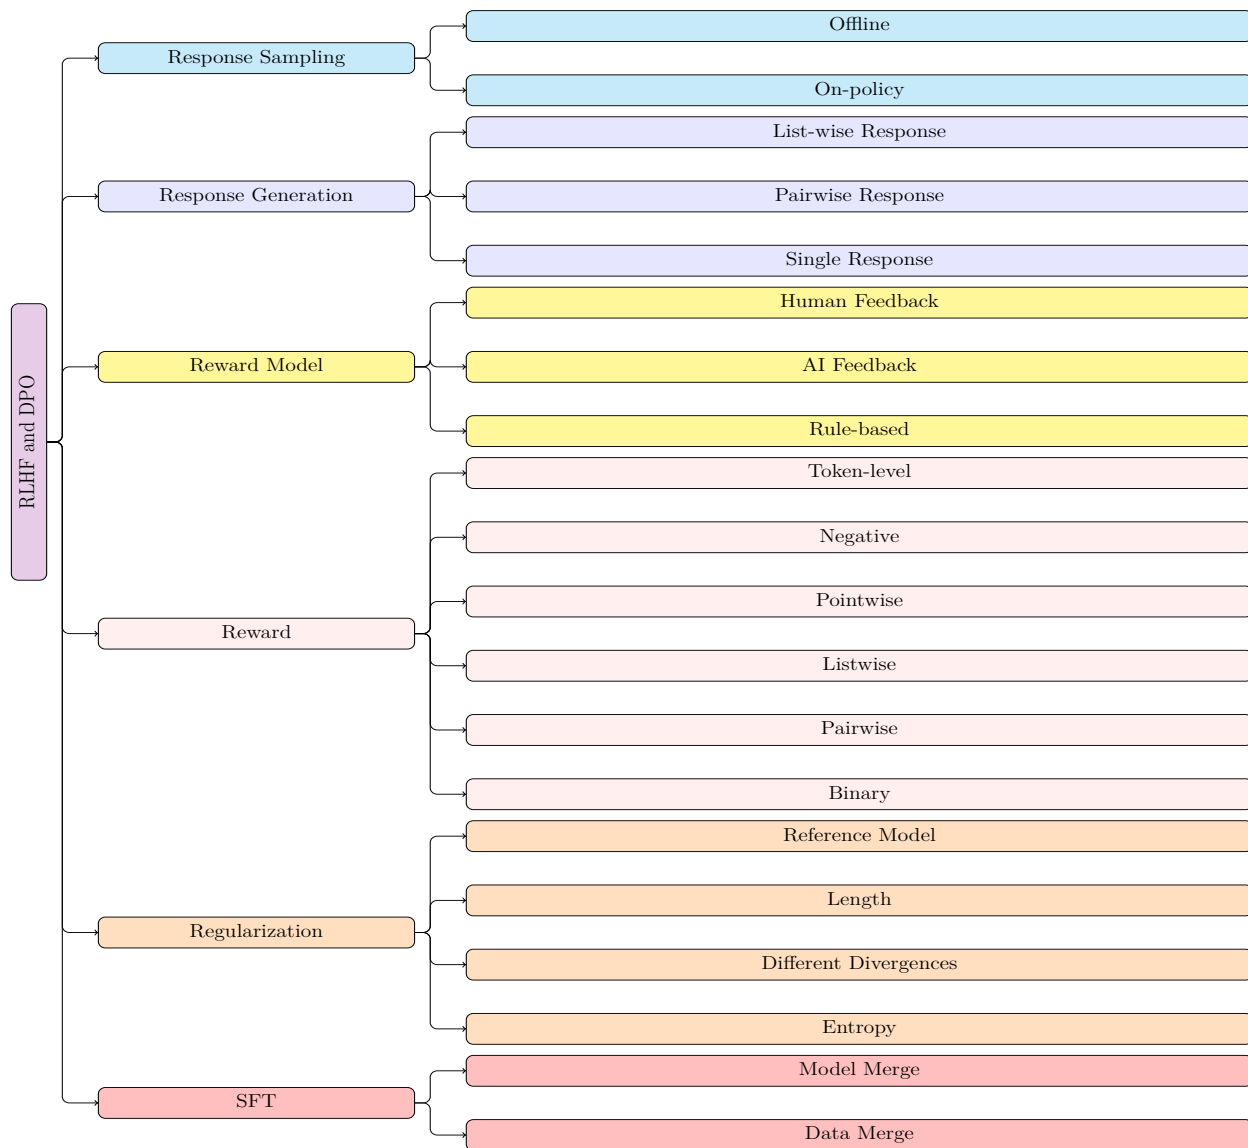 RLHF and DPO
Response Sampling
Offline
On-policy
Response Generation
List-wise Response
Pairwise Response
Single Response
Reward Model
Human Feedback
AI Feedback
Rule-based
Reward
Token-level
Negative
Pointwise
Listwise
Pairwise
Binary
Regularization
Reference Model
Length
Different Divergences
Entropy
SFT
Model Merge
Data Merge